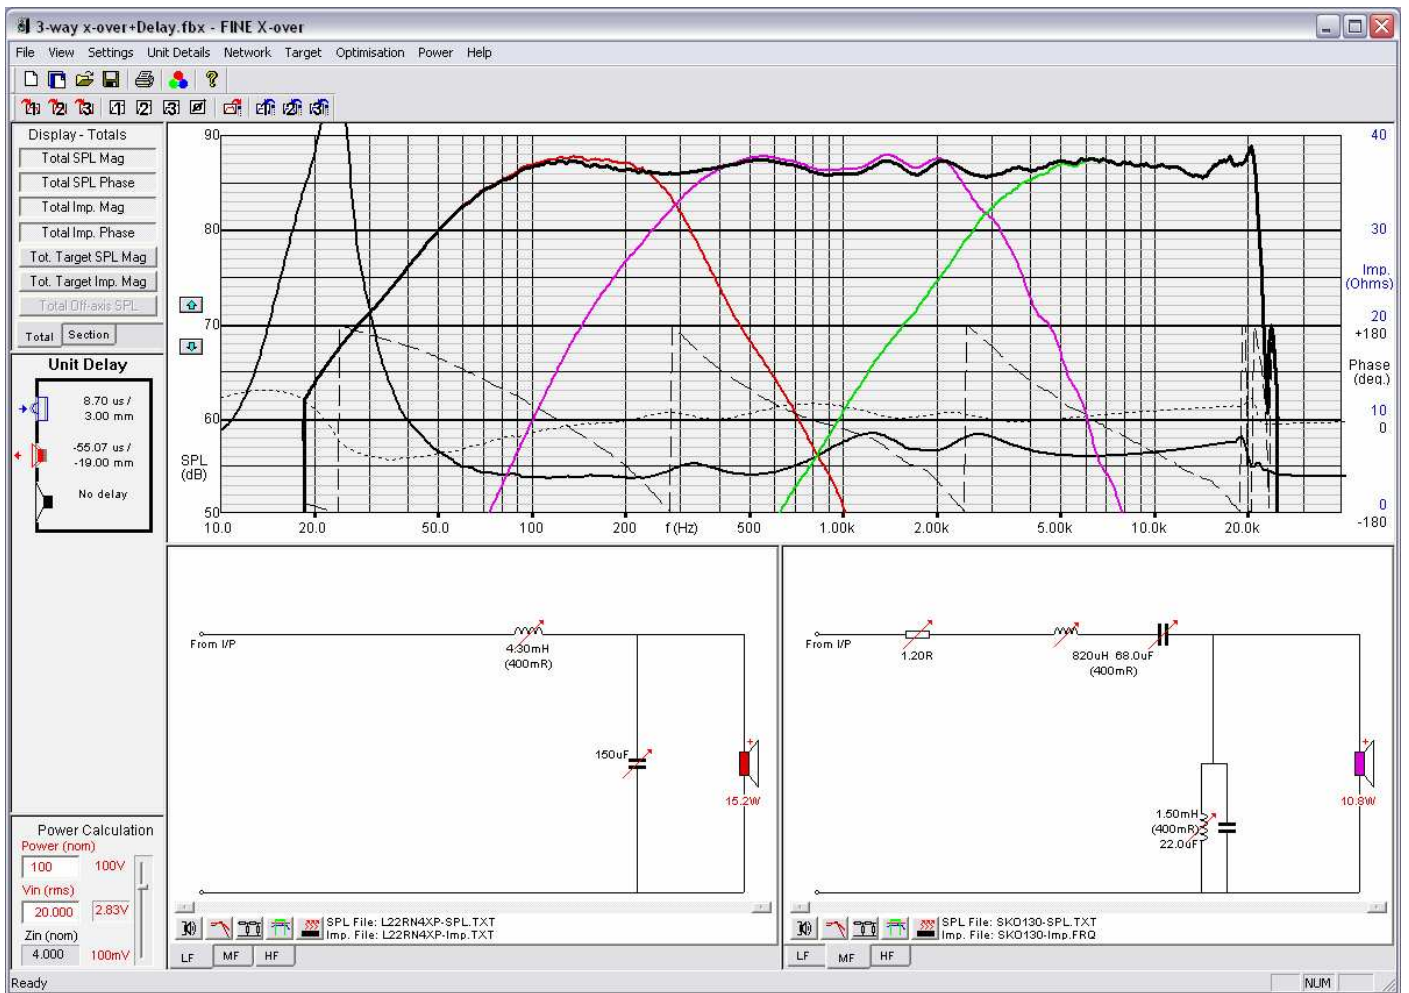 3-way x-over+Delay.fbx - FINE X-over
File View Settings Unit Details Network Target Optimisation Power Help
Display - Totals
Total SPL Mag
Total SPL Phase
Total Imp. Mag
Total Imp. Phase
Tot. Target SPL Mag
Tot. Target Imp. Mag
Total Off-axis SPL
Total Section
Unit Delay
8.70 us /
3.00 mm
-55.07 us /
-19.00 mm
No delay
90
80
70
60
50
SPL
(dB)
40
30
Imp.
(Ohms)
20
+180
Phase
(deg.)
10
0
0
-180
10.0 20.0 50.0 100 200 f (Hz) 500 1.00k 2.00k 5.00k 10.0k 20.0k
From I/P
4.30mH
(400mR)
150uF
15.2W
SPL File: L22RN4XP-SPL.TXT
Imp. File: L22RN4XP-Imp.TXT
LF MF HF
From I/P
1.20R
820uH 68.0uF
(400mR)
1.50mH
(400mR)
22.0uF
10.8W
SPL File: SKO130-SPL.TXT
Imp. File: SKO130-Imp.FRQ
LF MF HF
Power Calculation
Power (nom)
100 100V
Vin (rms)
20.000 2.83V
Zin (nom)
4.000 100mV
Ready NUM